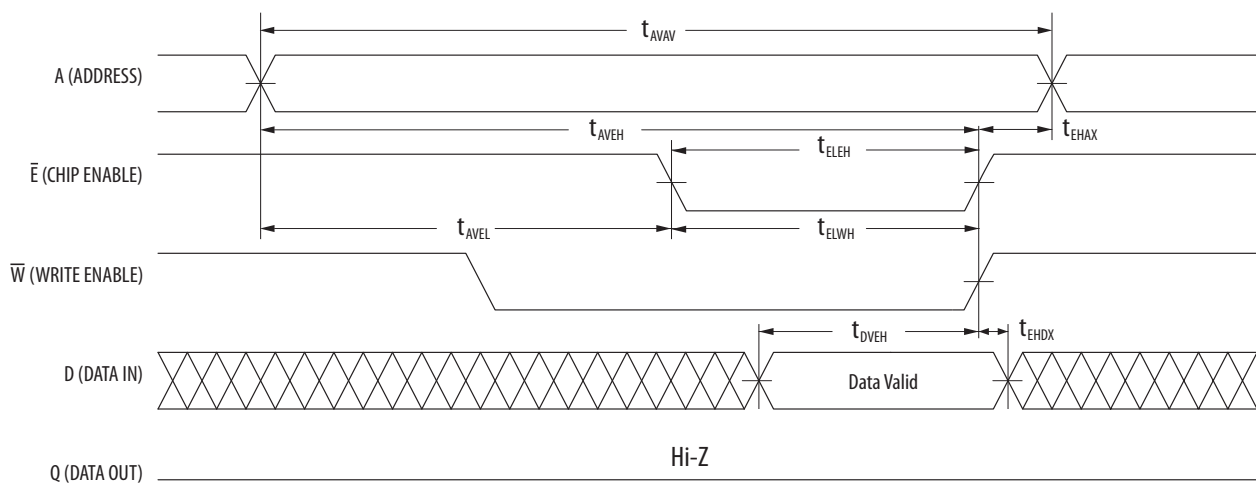 tAVAV
A (ADDRESS)
tAVEH
tEHAX
tELEH
E̅ (CHIP ENABLE)
tAVEL
tELWH
W̅ (WRITE ENABLE)
tDVEH
tEHDX
D (DATA IN)
Data Valid
Hi-Z
Q (DATA OUT)